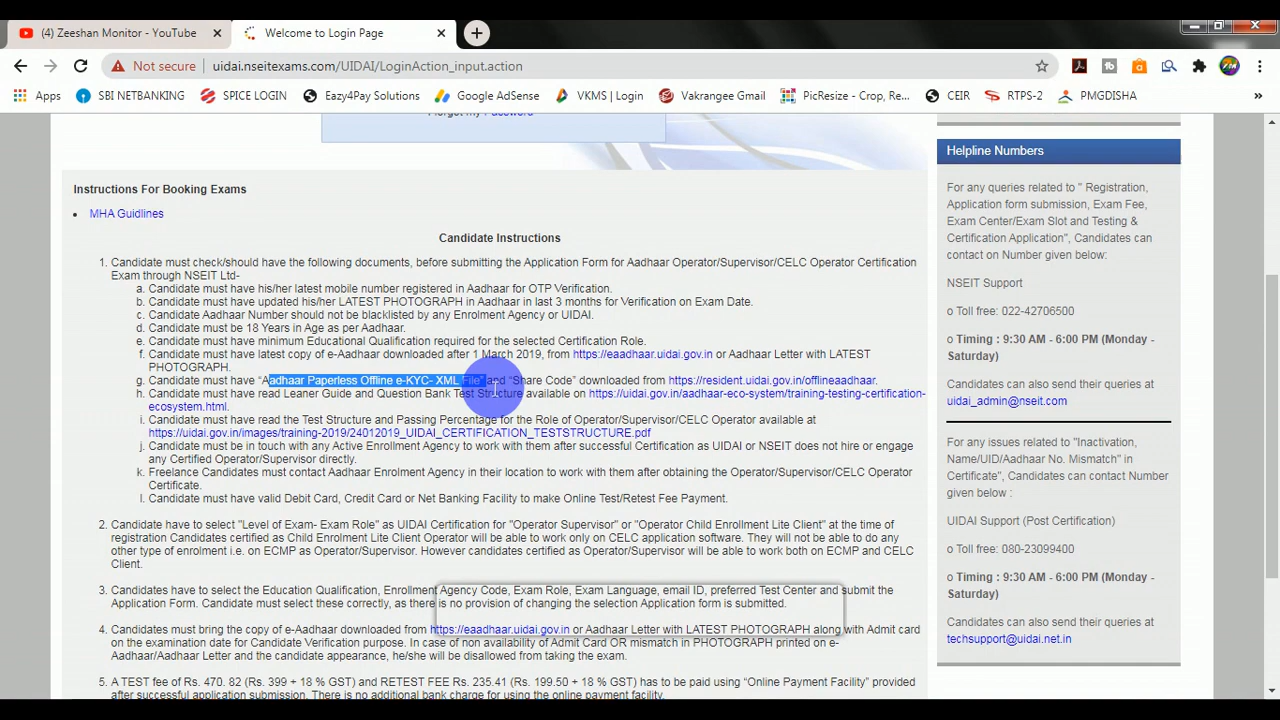 (4) Zeeshan Monitor - YouTube
Welcome to Login Page
Not secure
uidai.nseitexams.com/UIDAI/LoginAction_input.action
Apps
SBI NETBANKING
SPICE LOGIN
Eazy4Pay Solutions
Google AdSense
VKMS | Login
Vakrangee Gmail
PicResize - Crop, Re...
CEIR
RTPS-2
PMGDISHA
»
Forgot my Password
Instructions For Booking Exams
• MHA Guidlines
Candidate Instructions
1. Candidate must check/should have the following documents, before submitting the Application Form for Aadhaar Operator/Supervisor/CELC Operator Certification
Exam through NSEIT Ltd-
a. Candidate must have his/her latest mobile number registered in Aadhaar for OTP Verification.
b. Candidate must have updated his/her LATEST PHOTOGRAPH in Aadhaar in last 3 months for Verification on Exam Date.
c. Candidate Aadhaar Number should not be blacklisted by any Enrolment Agency or UIDAI.
d. Candidate must be 18 Years in Age as per Aadhaar.
e. Candidate must have minimum Educational Qualification required for the selected Certification Role.
f. Candidate must have latest copy of e-Aadhaar downloaded after 1 March 2019, from https://eaadhaar.uidai.gov.in or Aadhaar Letter with LATEST
PHOTOGRAPH.
g. Candidate must have “Aadhaar Paperless Offline e-KYC- XML File” and “Share Code” downloaded from https://resident.uidai.gov.in/offlineaadhaar.
h. Candidate must have read Leaner Guide and Question Bank Test Structure available on https://uidai.gov.in/aadhaar-eco-system/training-testing-certification-
ecosystem.html.
i. Candidate must have read the Test Structure and Passing Percentage for the Role of Operator/Supervisor/CELC Operator available at
https://uidai.gov.in/images/training-2019/24012019_UIDAI_CERTIFICATION_TESTSTRUCTURE.pdf
j. Candidate must be in touch with any Active Enrolment Agency to work with them after successful Certification as UIDAI or NSEIT does not hire or engage
any Certified Operator/Supervisor directly.
k. Freelance Candidates must contact Aadhaar Enrolment Agency in their location to work with them after obtaining the Operator/Supervisor/CELC Operator
Certificate.
l. Candidate must have valid Debit Card, Credit Card or Net Banking Facility to make Online Test/Retest Fee Payment.
2. Candidate have to select "Level of Exam- Exam Role" as UIDAI Certification for "Operator Supervisor" or "Operator Child Enrollment Lite Client" at the time of
registration Candidates certified as Child Enrolment Lite Client Operator will be able to work only on CELC application software. They will not be able to do any
other type of enrolment i.e. on ECMP as Operator/Supervisor. However candidates certified as Operator/Supervisor will be able to work both on ECMP and CELC
Client.
3. Candidates have to select the Education Qualification, Enrolment Agency Code, Exam Role, Exam Language, email ID, preferred Test Center and submit the
Application Form. Candidate must select these correctly, as there is no provision of changing the selection Application form is submitted.
4. Candidates must bring the copy of e-Aadhaar downloaded from https://eaadhaar.uidai.gov.in or Aadhaar Letter with LATEST PHOTOGRAPH along with Admit card
on the examination date for Candidate Verification purpose. In case of non availability of Admit Card OR mismatch in PHOTOGRAPH printed on e-
Aadhaar/Aadhaar Letter and the candidate appearance, he/she will be disallowed from taking the exam.
5. A TEST fee of Rs. 470. 82 (Rs. 399 + 18 % GST) and RETEST FEE Rs. 235.41 (Rs. 199.50 + 18 % GST) has to be paid using “Online Payment Facility” provided
after successful application submission. There is no additional bank charge for using the online payment facility.
Helpline Numbers
For any queries related to " Registration,
Application form submission, Exam Fee,
Exam Center/Exam Slot and Testing &
Certification Application", Candidates can
contact on Number given below:
NSEIT Support
o Toll free: 022-42706500
o Timing : 9:30 AM - 6:00 PM (Monday -
Saturday)
Candidates can also send their queries at
uidai_admin@nseit.com
For any issues related to "Inactivation,
Name/UID/Aadhaar No. Mismatch" in
Certificate", Candidates can contact Number
given below :
UIDAI Support (Post Certification)
o Toll free: 080-23099400
o Timing : 9:30 AM - 6:00 PM (Monday -
Saturday)
Candidates can also send their queries at
techsupport@uidai.net.in